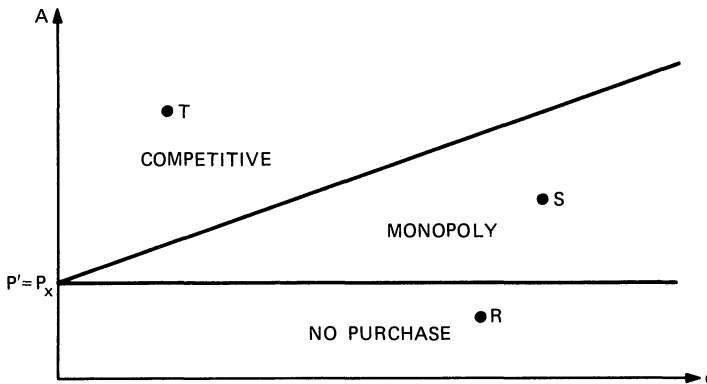 A
T
COMPETITIVE
S
MONOPOLY
P'=Px
R
NO PURCHASE